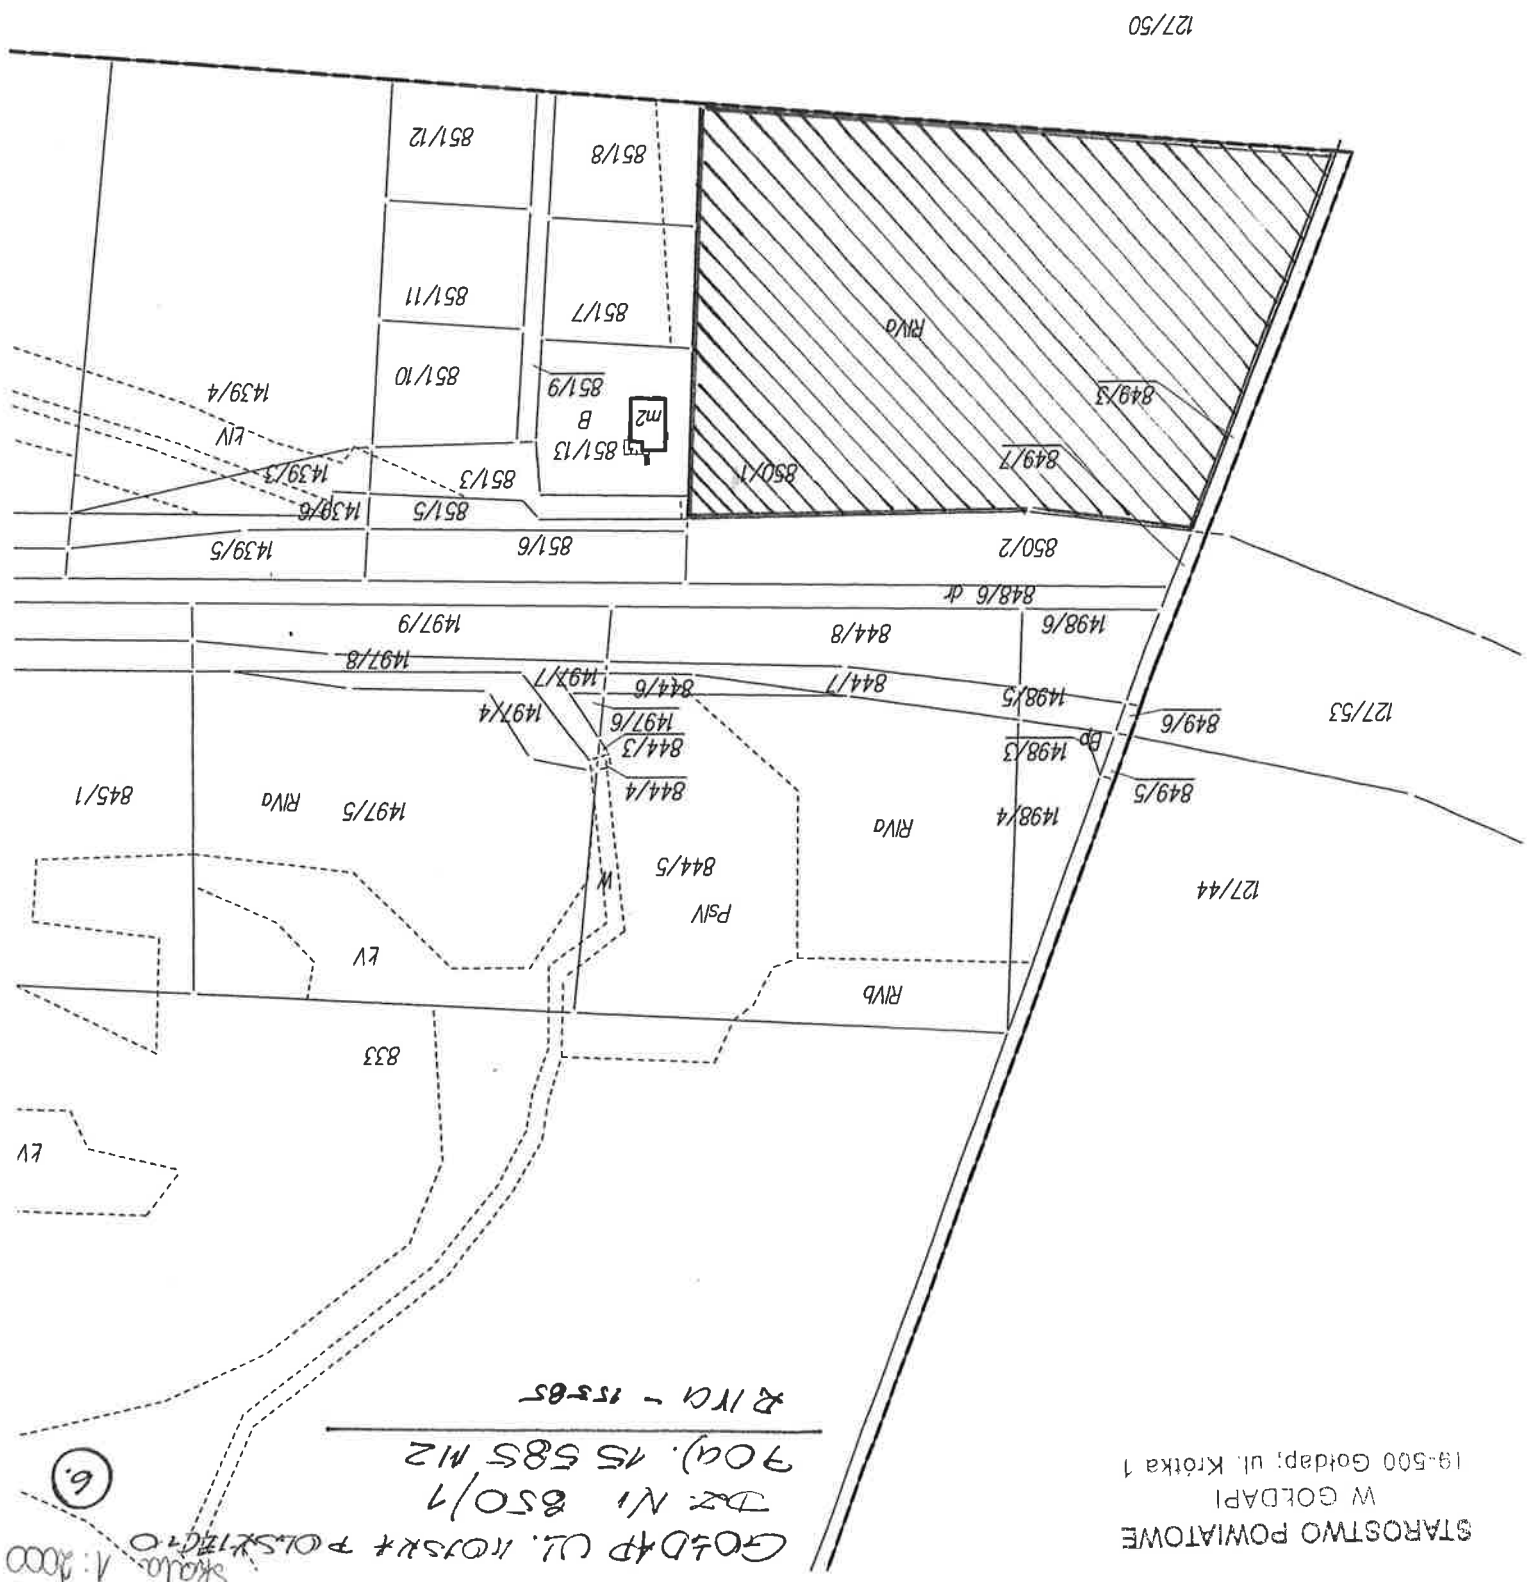 STAROSTWO POWIATOWE
W GOŁDAPI
19-500 Gołdap; ul. Krótka 1
skala 1:2000
GOŁDAP UL. WOJSKA POLSKIEGO
DZ. Nr 850/1
POW. 15 585 M2
RIVa - 15585
6.
ŁV
833
RIVb
ŁV
PsIV
127/44
844/5
W
RIVa
1498/4
1497/5
RIVa
845/1
849/5
844/4
Bp
1498/3
844/3
849/6
1497/6
1497/4
127/53
1498/5
844/7
844/6
1497/7
1497/8
1498/6
844/8
1497/9
848/6 dr
850/2
851/6
1439/5
851/5
1439/6
850/1
851/3
1439/3
849/7
851/13
ŁIV
B
m2
849/3
851/9
1439/4
851/10
RIVa
851/7
851/11
851/8
851/12
127/50